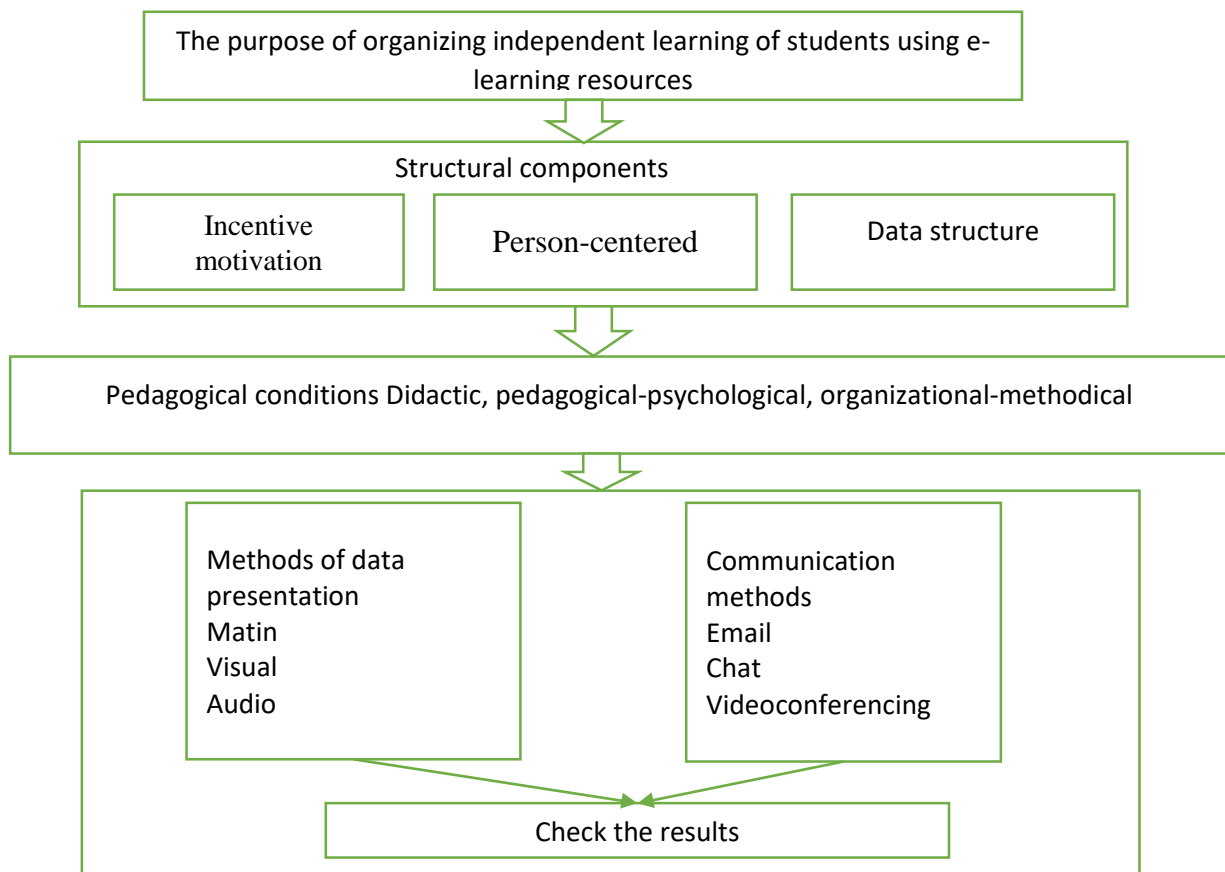 The purpose of organizing independent learning of students using e-
learning resources
Structural components
Incentive
motivation
Person-centered
Data structure
Pedagogical conditions Didactic, pedagogical-psychological, organizational-methodical
Methods of data
presentation
Matin
Visual
Audio
Communication
methods
Email
Chat
Videoconferencing
Check the results